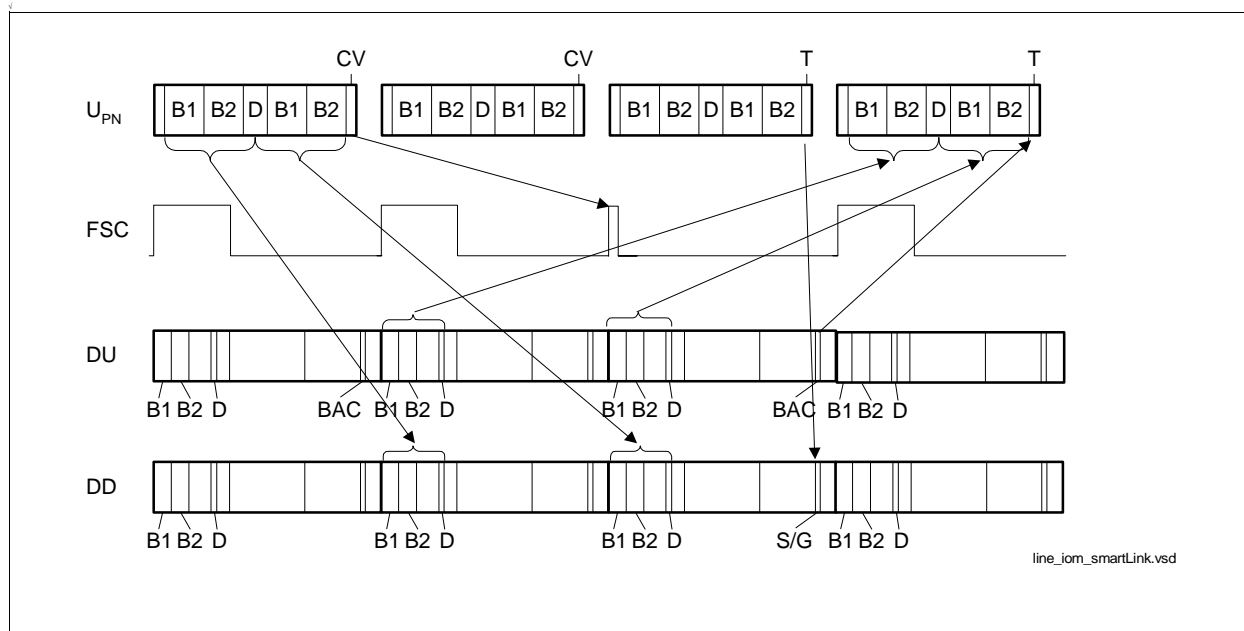 CV CV T T
U_PN B1 B2 D B1 B2 B1 B2 D B1 B2 B1 B2 D B1 B2 B1 B2 D B1 B2
FSC
DU
B1 B2 D BAC B1 B2 D B1 B2 D BAC B1 B2 D
DD
B1 B2 D B1 B2 D B1 B2 D S/G B1 B2 D
line_iom_smartLink.vsd